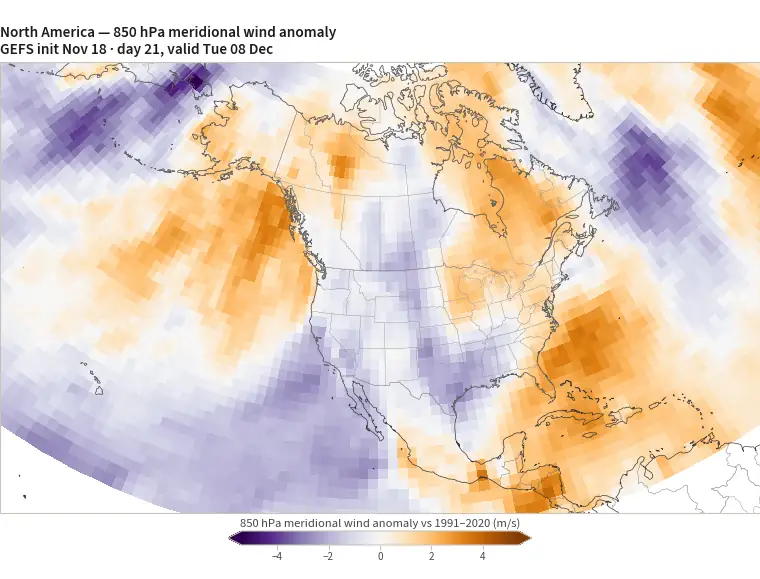 North America — 850 hPa meridional wind anomaly
GEFS init Nov 18 · day 21, valid Tue 08 Dec
850 hPa meridional wind anomaly vs 1991–2020 (m/s)
−4 −2 0 2 4